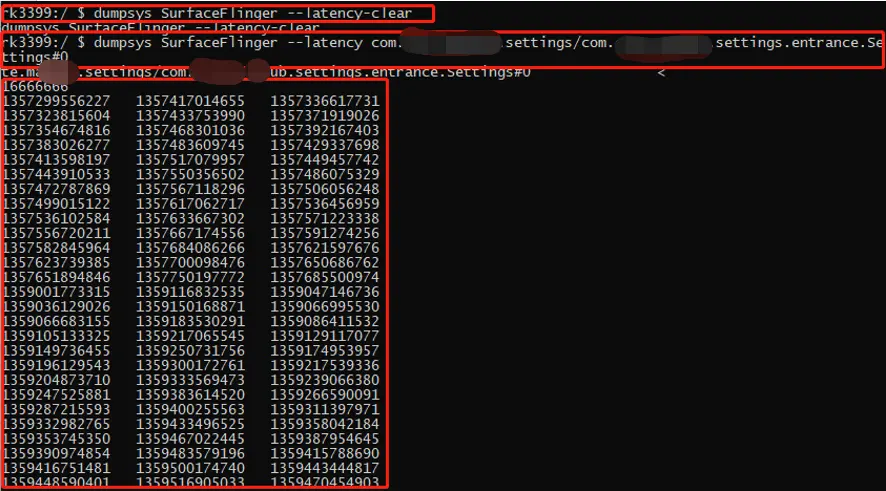 rk3399:/ $ dumpsys SurfaceFlinger --latency-clear
dumpsys SurfaceFlinger --latency-clear
rk3399:/ $ dumpsys SurfaceFlinger --latency com. .settings/com. .settings.entrance.Se
ttings#0
te.ma .settings/com. ub.settings.entrance.Settings#0 <
16666666
1357299556227 1357417014655 1357336617731
1357323815604 1357433753990 1357371919026
1357354674816 1357468301036 1357392167403
1357383026277 1357483609745 1357429337698
1357413598197 1357517079957 1357449457742
1357443910533 1357550356502 1357486075329
1357472787869 1357567118296 1357506056248
1357499015122 1357617062717 1357536456959
1357536102584 1357633667302 1357571223338
1357556720211 1357667174556 1357591274256
1357582845964 1357684086266 1357621597676
1357623739385 1357700098476 1357650686762
1357651894846 1357750197772 1357685500974
1359001773315 1359116832535 1359047146736
1359036129026 1359150168871 1359066995530
1359066683155 1359183530291 1359086411532
1359105133325 1359217065545 1359129117077
1359149736455 1359250731756 1359174953957
1359196129543 1359300172761 1359217539336
1359204873710 1359333569473 1359239066380
1359247525881 1359383614520 1359266590091
1359287215593 1359400255563 1359311397971
1359332982765 1359433496525 1359358042184
1359353745350 1359467022445 1359387954645
1359390974854 1359483579196 1359415788690
1359416751481 1359500174740 1359443444817
1359448590401 1359516905033 1359470454903